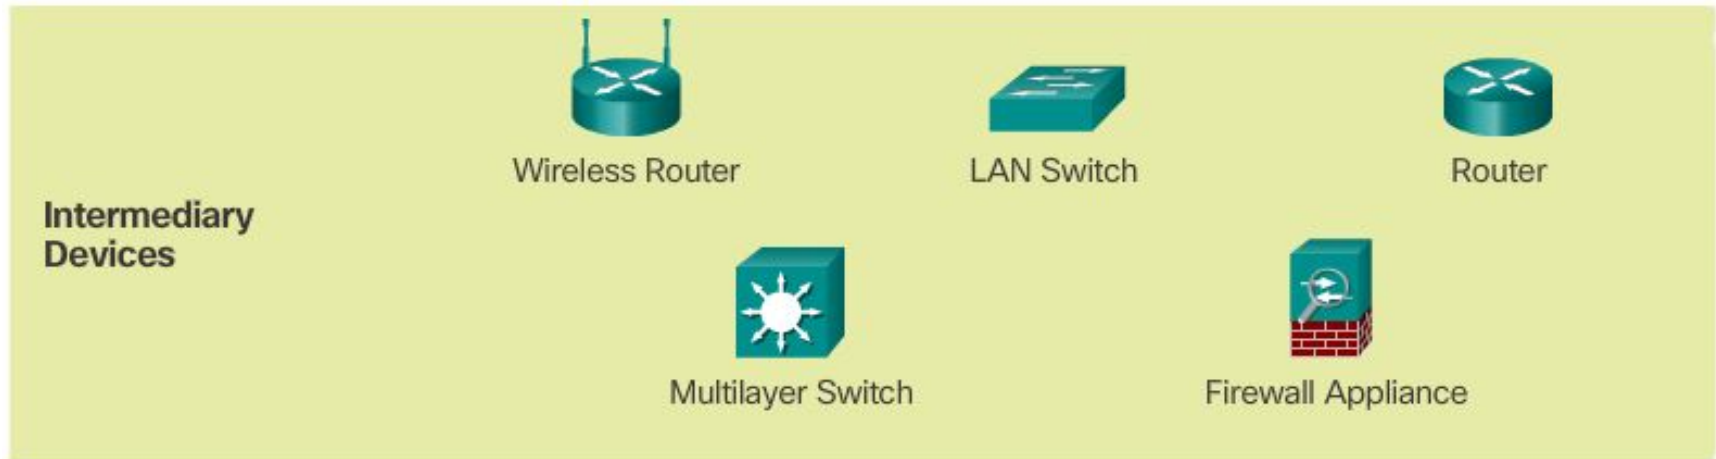 Wireless Router
LAN Switch
Router
Intermediary
Devices
Multilayer Switch
Firewall Appliance